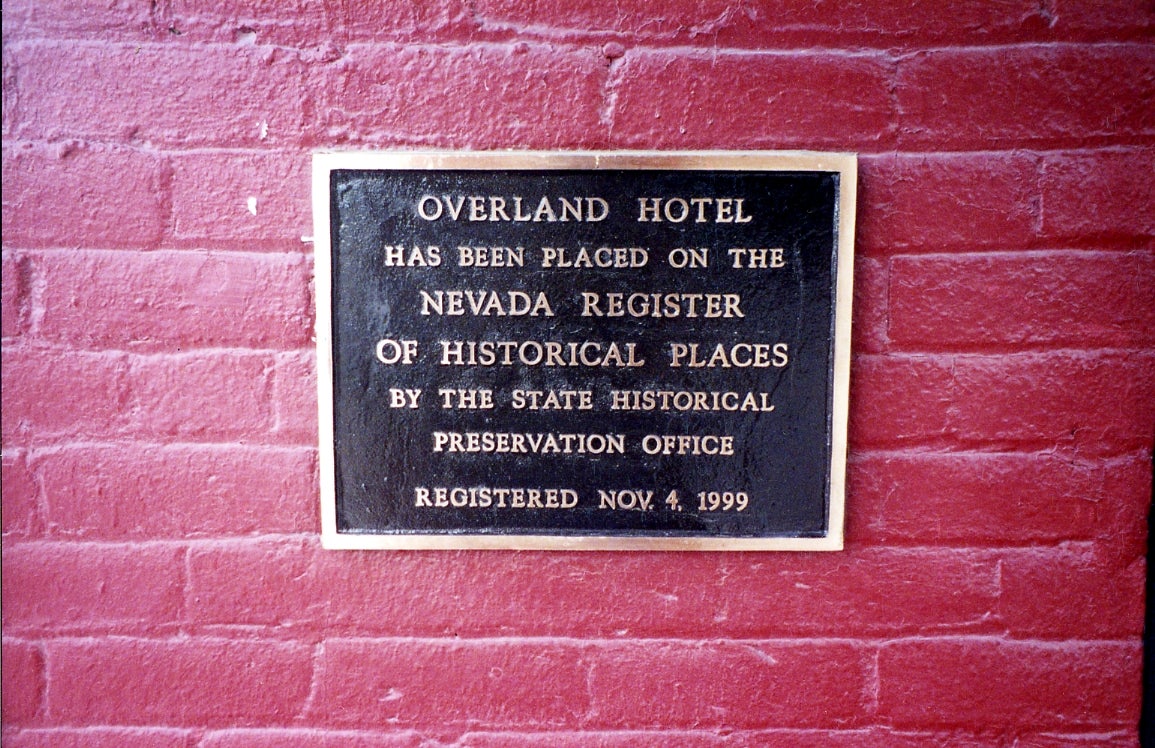 OVERLAND HOTEL
HAS BEEN PLACED ON THE
NEVADA REGISTER
OF HISTORICAL PLACES
BY THE STATE HISTORICAL
PRESERVATION OFFICE
REGISTERED NOV. 4, 1999